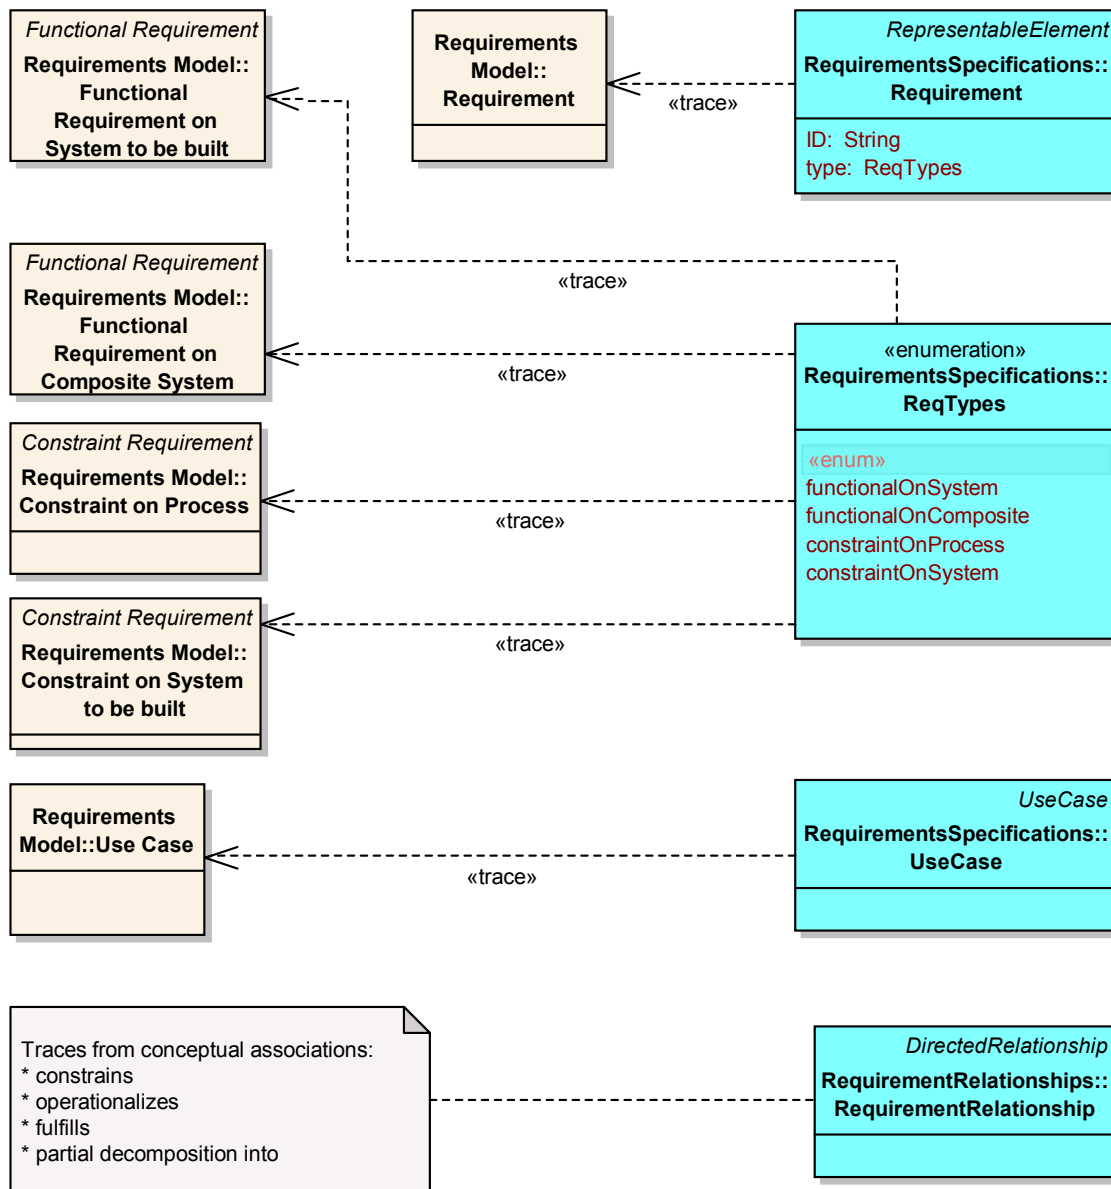 Functional Requirement
Requirements Model::
Functional
Requirement on
System to be built
Requirements
Model::
Requirement
«trace»
RepresentableElement
RequirementsSpecifications::
Requirement
ID:  String
type:  ReqTypes
Functional Requirement
Requirements Model::
Functional
Requirement on
Composite System
«trace»
«trace»
«enumeration»
RequirementsSpecifications::
ReqTypes
«enum»
functionalOnSystem
functionalOnComposite
constraintOnProcess
constraintOnSystem
Constraint Requirement
Requirements Model::
Constraint on Process
«trace»
Constraint Requirement
Requirements Model::
Constraint on System
to be built
«trace»
Requirements
Model::Use Case
«trace»
UseCase
RequirementsSpecifications::
UseCase
Traces from conceptual associations:
* constrains
* operationalizes
* fulfills
* partial decomposition into
DirectedRelationship
RequirementRelationships::
RequirementRelationship